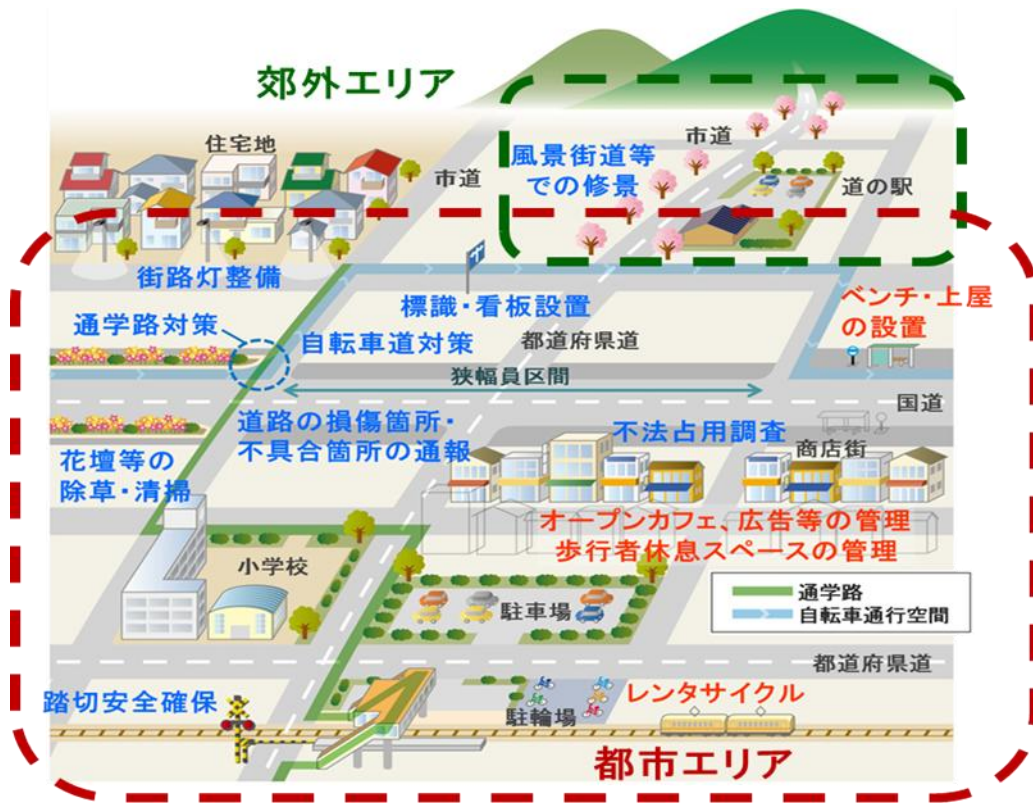 郊外エリア
住宅地
市道
市道
風景街道等
での修景
道の駅
街路灯整備
標識・看板設置
ベンチ・上屋
の設置
通学路対策
自転車道対策
都道府県道
狭幅員区間
国道
道路の損傷箇所・
不具合箇所の通報
不法占用調査
商店街
花壇等の
除草・清掃
オープンカフェ、広告等の管理
歩行者休息スペースの管理
小学校
通学路
自転車通行空間
駐車場
都道府県道
踏切安全確保
駐輪場
レンタサイクル
都市エリア